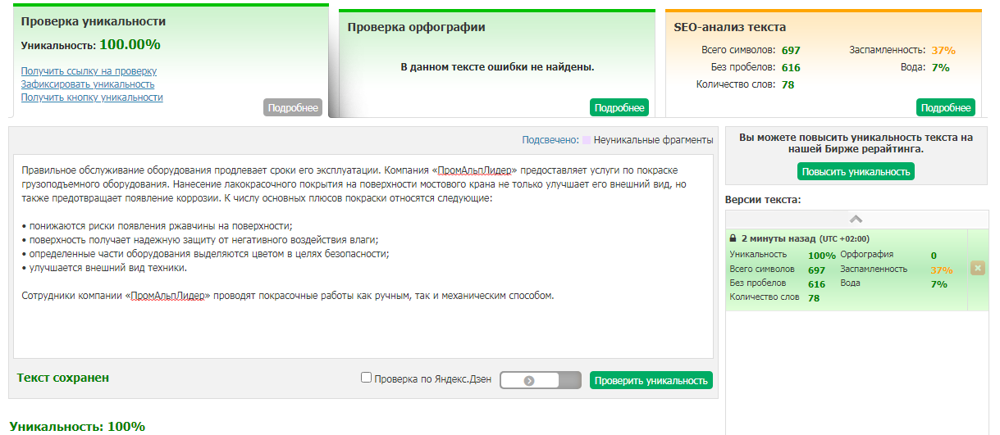 Проверка уникальности
Уникальность: 100.00%
Получить ссылку на проверку
Зафиксировать уникальность
Получить кнопку уникальности
Подробнее
Проверка орфографии
В данном тексте ошибки не найдены.
Подробнее
SEO-анализ текста
Всего символов: 697 Заспамленность: 37%
Без пробелов: 616 Вода: 7%
Количество слов: 78
Подробнее
Подсвечено: Неуникальные фрагменты
Правильное обслуживание оборудования продлевает сроки его эксплуатации. Компания «ПромАльпЛидер» предоставляет услуги по покраске
грузоподъемного оборудования. Нанесение лакокрасочного покрытия на поверхности мостового крана не только улучшает его внешний вид, но
также предотвращает появление коррозии. К числу основных плюсов покраски относятся следующие:
• понижаются риски появления ржавчины на поверхности;
• поверхность получает надежную защиту от негативного воздействия влаги;
• определенные части оборудования выделяются цветом в целях безопасности;
• улучшается внешний вид техники.
Сотрудники компании «ПромАльпЛидер» проводят покрасочные работы как ручным, так и механическим способом.
Текст сохранен
Проверка по Яндекс.Дзен
Проверить уникальность
Уникальность: 100%
Вы можете повысить уникальность текста на
нашей Бирже рерайтинга.
Повысить уникальность
Версии текста:
2 минуты назад (UTC +02:00)
Уникальность 100% Орфография 0
Всего символов 697 Заспамленность 37%
Без пробелов 616 Вода 7%
Количество слов 78